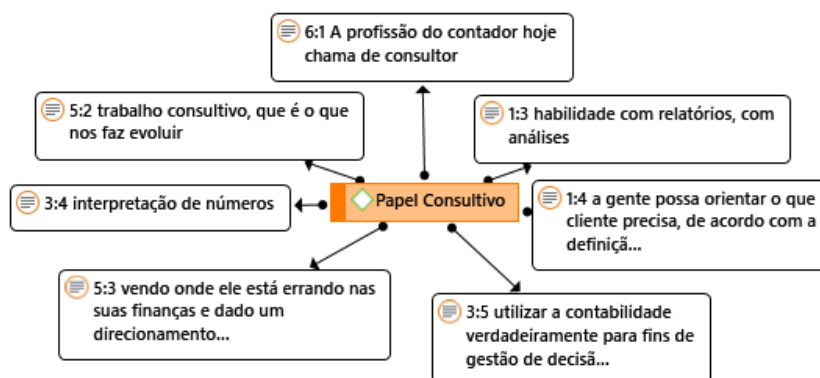 6:1 A profissão do contador hoje
chama de consultor
5:2 trabalho consultivo, que é o que
nos faz evoluir
1:3 habilidade com relatórios, com
análises
3:4 interpretação de números
Papel Consultivo
1:4 a gente possa orientar o que
cliente precisa, de acordo com a
definiçã...
5:3 vendo onde ele está errando nas
suas finanças e dado um
direcionamento...
3:5 utilizar a contabilidade
verdadeiramente para fins de
gestão de decisã...